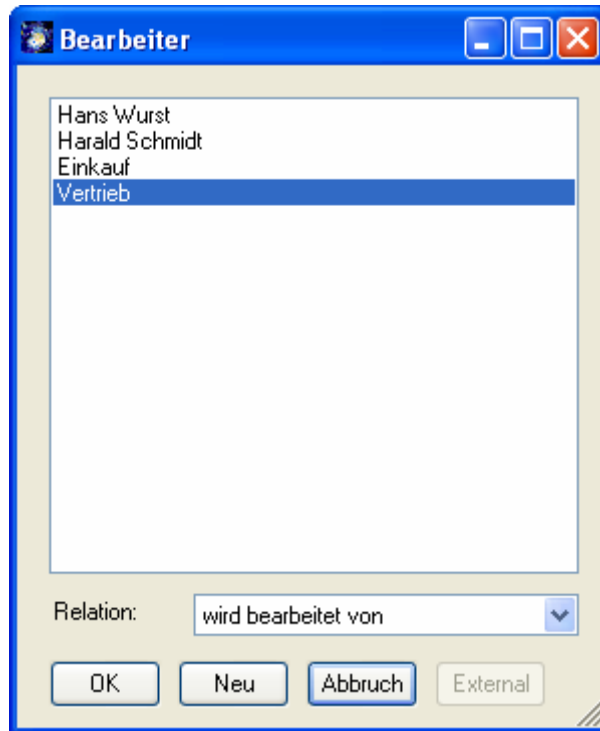 Bearbeiter
Hans Wurst
Harald Schmidt
Einkauf
Vertrieb
Relation: wird bearbeitet von
OK Neu Abbruch External